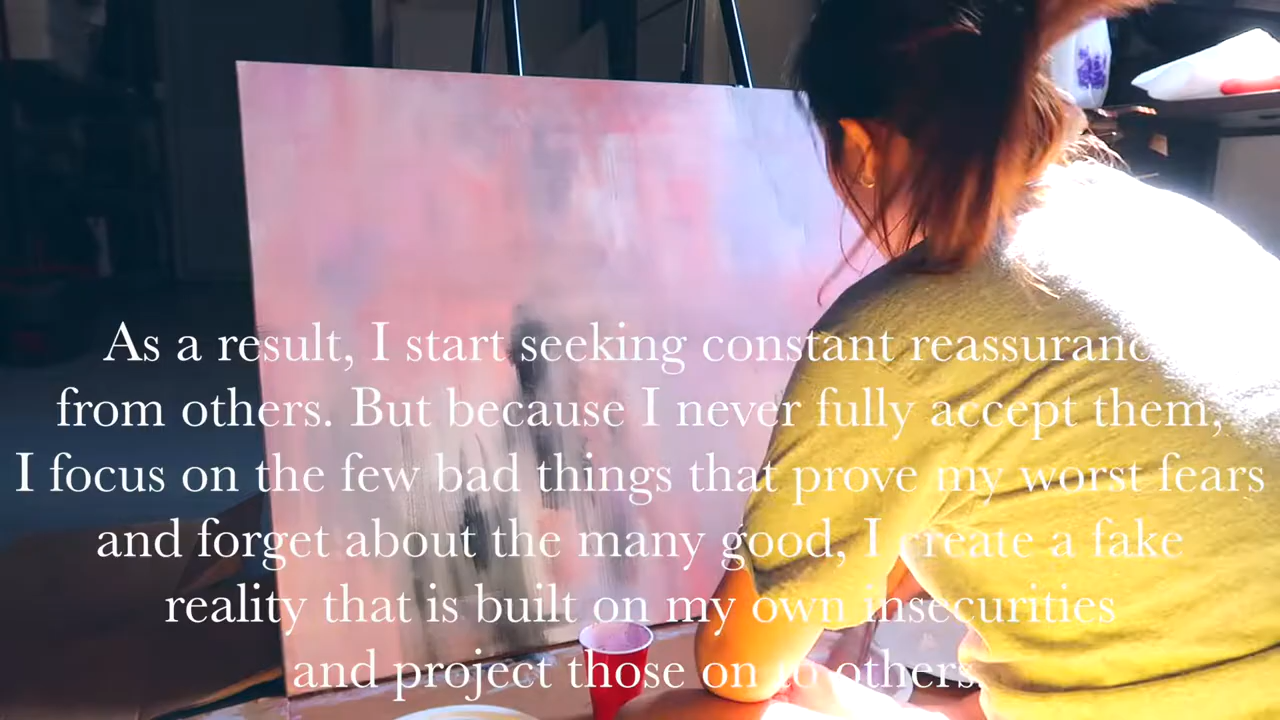 As a result, I start seeking constant reassurance
from others. But because I never fully accept them,
I focus on the few bad things that prove my worst fears
and forget about the many good, I create a fake
reality that is built on my own insecurities
and project those on to others.